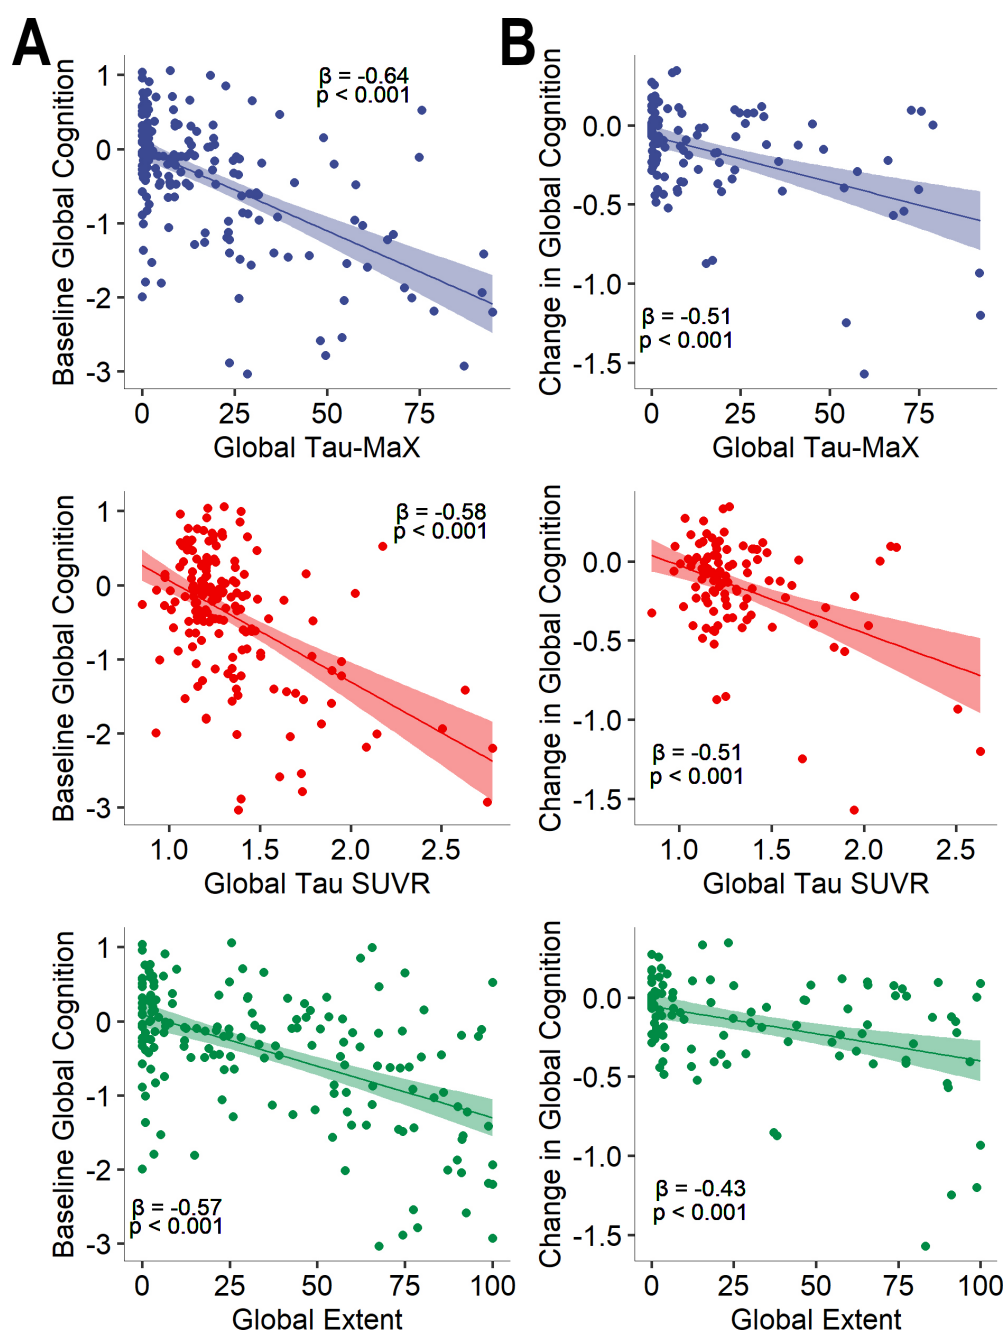 A
B
Baseline Global Cognition
1
0
-1
-2
-3
β = -0.64
p < 0.001
0
25
50
75
Global Tau-MaX
Change in Global Cognition
0.0
-0.5
-1.0
-1.5
β = -0.51
p < 0.001
0
25
50
75
Global Tau-MaX
Baseline Global Cognition
1
0
-1
-2
-3
β = -0.58
p < 0.001
1.0
1.5
2.0
2.5
Global Tau SUVR
Change in Global Cognition
0.0
-0.5
-1.0
-1.5
β = -0.51
p < 0.001
1.0
1.5
2.0
2.5
Global Tau SUVR
Baseline Global Cognition
1
0
-1
-2
-3
β = -0.57
p < 0.001
0
25
50
75
100
Global Extent
Change in Global Cognition
0.0
-0.5
-1.0
-1.5
β = -0.43
p < 0.001
0
25
50
75
100
Global Extent